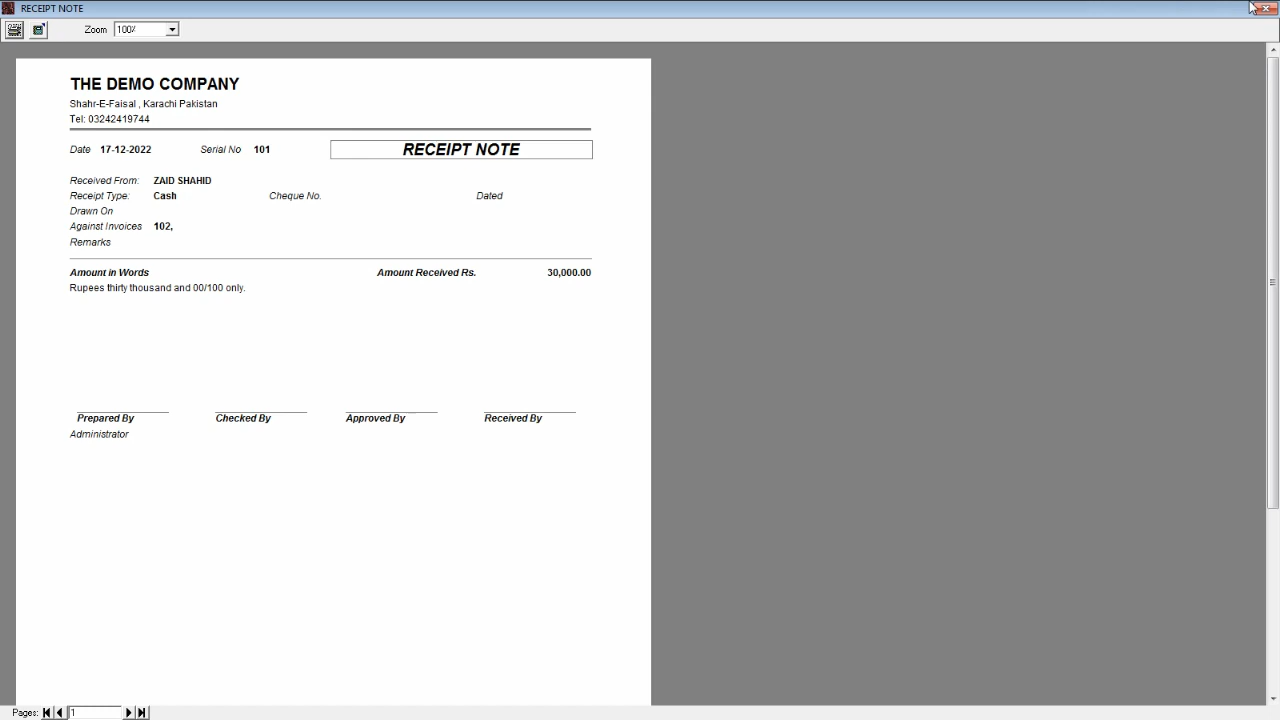 RECEIPT NOTE
Zoom 100%
THE DEMO COMPANY
Shahr-E-Faisal , Karachi Pakistan
Tel: 03242419744
Date 17-12-2022 Serial No 101 RECEIPT NOTE
Received From: ZAID SHAHID
Receipt Type: Cash Cheque No. Dated
Drawn On
Against Invoices 102,
Remarks
Amount in Words Amount Received Rs. 30,000.00
Rupees thirty thousand and 00/100 only.
Prepared By Checked By Approved By Received By
Administrator
Pages: 1